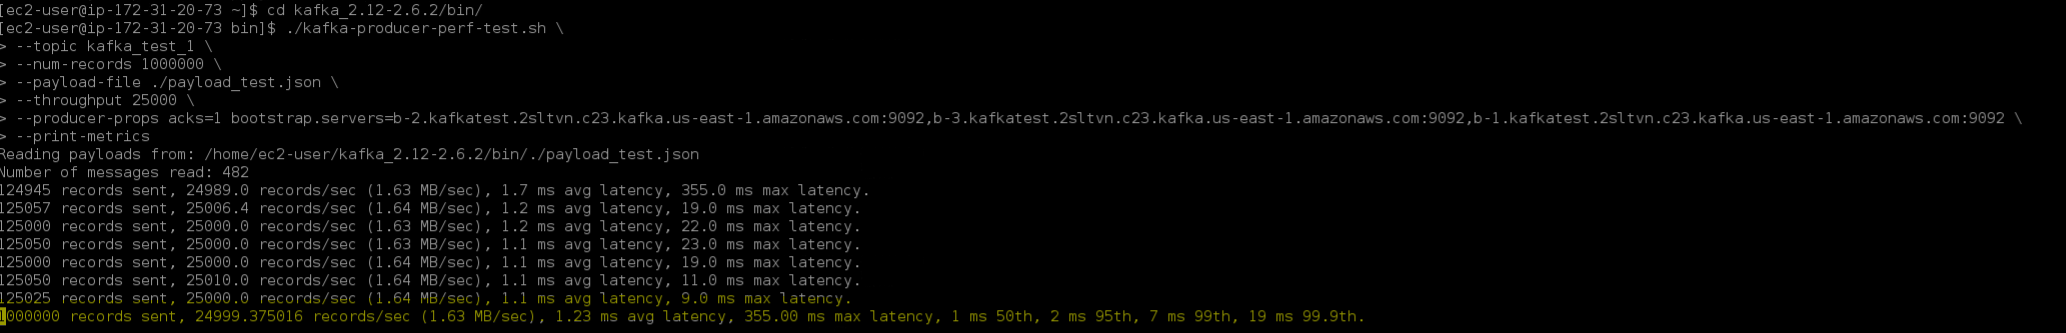 [ec2-user@ip-172-31-20-73 ~]$ cd kafka_2.12-2.6.2/bin/
[ec2-user@ip-172-31-20-73 bin]$ ./kafka-producer-perf-test.sh \
> --topic kafka_test_1 \
> --num-records 1000000 \
> --payload-file ./payload_test.json \
> --throughput 25000 \
> --producer-props acks=1 bootstrap.servers=b-2.kafkatest.2sltvn.c23.kafka.us-east-1.amazonaws.com:9092,b-3.kafkatest.2sltvn.c23.kafka.us-east-1.amazonaws.com:9092,b-1.kafkatest.2sltvn.c23.kafka.us-east-1.amazonaws.com:9092 \
> --print-metrics
Reading payloads from: /home/ec2-user/kafka_2.12-2.6.2/bin/./payload_test.json
Number of messages read: 482
124945 records sent, 24989.0 records/sec (1.63 MB/sec), 1.7 ms avg latency, 355.0 ms max latency.
125057 records sent, 25006.4 records/sec (1.64 MB/sec), 1.2 ms avg latency, 19.0 ms max latency.
125000 records sent, 25000.0 records/sec (1.63 MB/sec), 1.2 ms avg latency, 22.0 ms max latency.
125050 records sent, 25000.0 records/sec (1.63 MB/sec), 1.1 ms avg latency, 23.0 ms max latency.
125000 records sent, 25000.0 records/sec (1.64 MB/sec), 1.1 ms avg latency, 19.0 ms max latency.
125050 records sent, 25010.0 records/sec (1.64 MB/sec), 1.1 ms avg latency, 11.0 ms max latency.
125025 records sent, 25000.0 records/sec (1.64 MB/sec), 1.1 ms avg latency, 9.0 ms max latency.
1000000 records sent, 24999.375016 records/sec (1.63 MB/sec), 1.23 ms avg latency, 355.00 ms max latency, 1 ms 50th, 2 ms 95th, 7 ms 99th, 19 ms 99.9th.